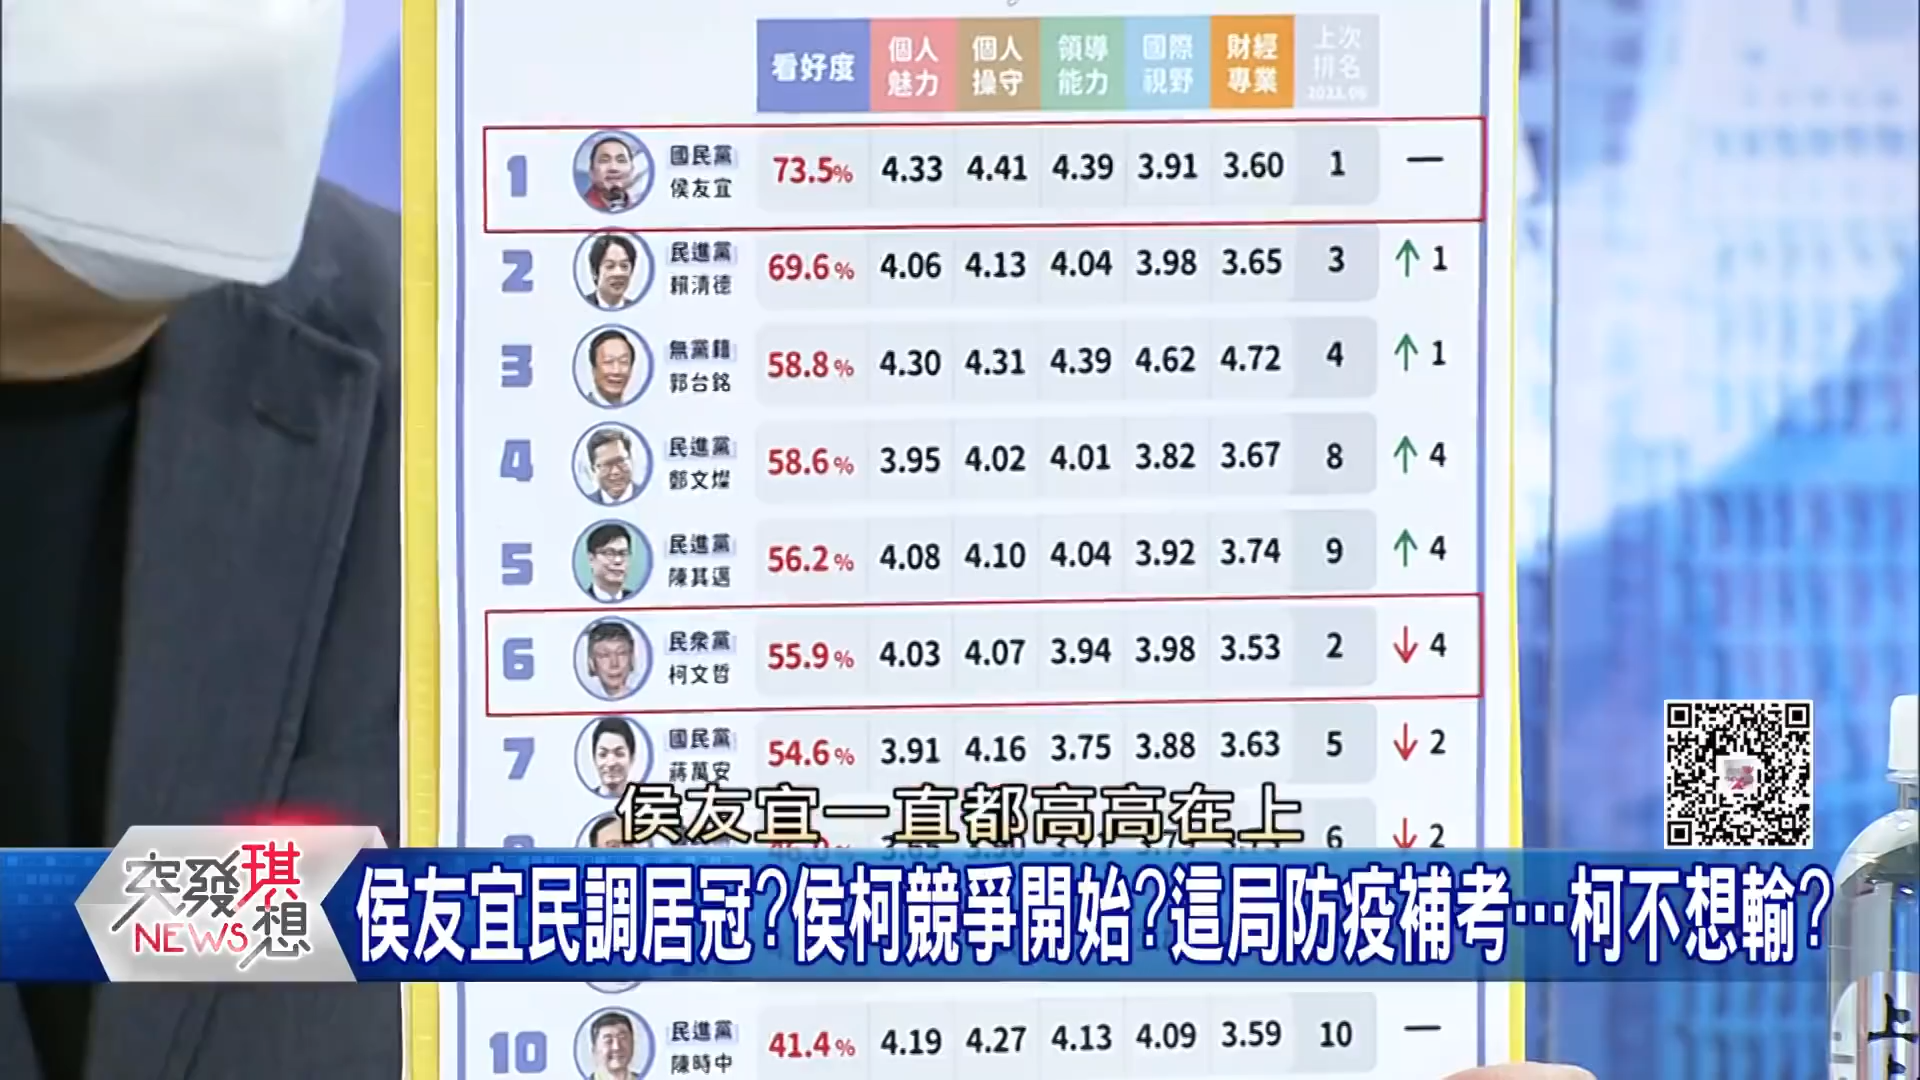 看好度 個人魅力 個人操守 領導能力 國際視野 財經專業 上次排名
1 國民黨 侯友宜 73.5% 4.33 4.41 4.39 3.91 3.60 1 —
2 民進黨 賴清德 69.6% 4.06 4.13 4.04 3.98 3.65 3 ↑1
3 無黨籍 郭台銘 58.8% 4.30 4.31 4.39 4.62 4.72 4 ↑1
4 民進黨 鄭文燦 58.6% 3.95 4.02 4.01 3.82 3.67 8 ↑4
5 民進黨 陳其邁 56.2% 4.08 4.10 4.04 3.92 3.74 9 ↑4
6 民眾黨 柯文哲 55.9% 4.03 4.07 3.94 3.98 3.53 2 ↓4
7 國民黨 蔣萬安 54.6% 3.91 4.16 3.75 3.88 3.63 5 ↓2
6 ↓2
侯友宜一直都高高在上
突發琪想 NEWS
侯友宜民調居冠?侯柯競爭開始?這局防疫補考…柯不想輸?
10 民進黨 陳時中 41.4% 4.19 4.27 4.13 4.09 3.59 10 —